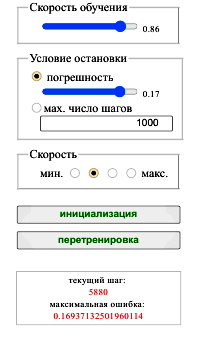 Скорость обучения
0.86
Условие остановки
погрешность
0.17
мах. число шагов
1000
Скорость
мин. макс.
инициализация
перетренировка
текущий шаг:
5880
максимальная ошибка:
0.16937132501960114